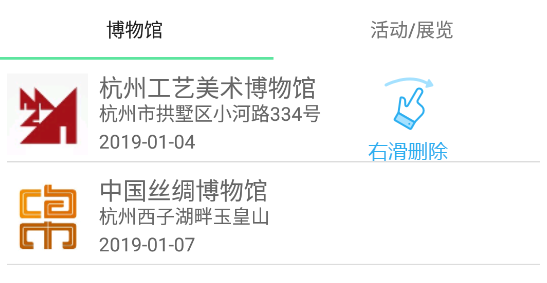 博物馆
活动/展览
杭州工艺美术博物馆
杭州市拱墅区小河路334号
2019-01-04
右滑删除
中国丝绸博物馆
杭州西子湖畔玉皇山
2019-01-07